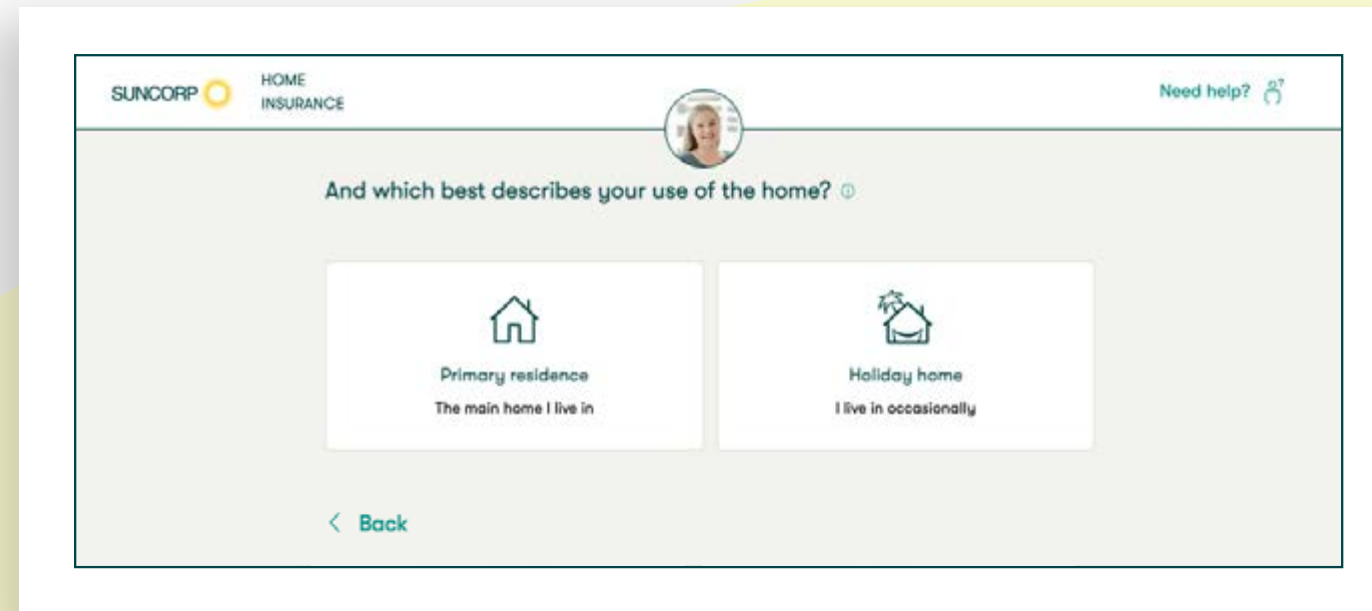 SUNCORP
HOME
INSURANCE
Need help?
And which best describes your use of the home?
Primary residence
The main home I live in
Holiday home
I live in occasionally
Back